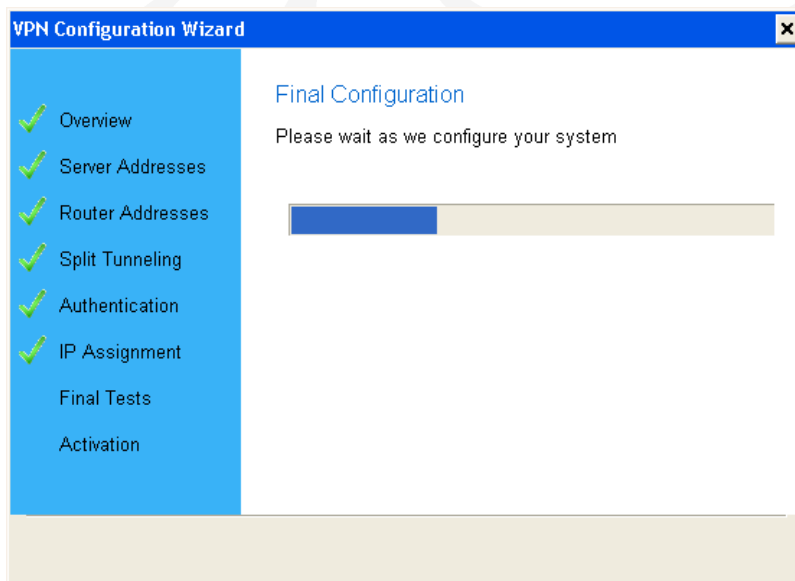 VPN Configuration Wizard
Overview
Server Addresses
Router Addresses
Split Tunneling
Authentication
IP Assignment
Final Tests
Activation
Final Configuration
Please wait as we configure your system